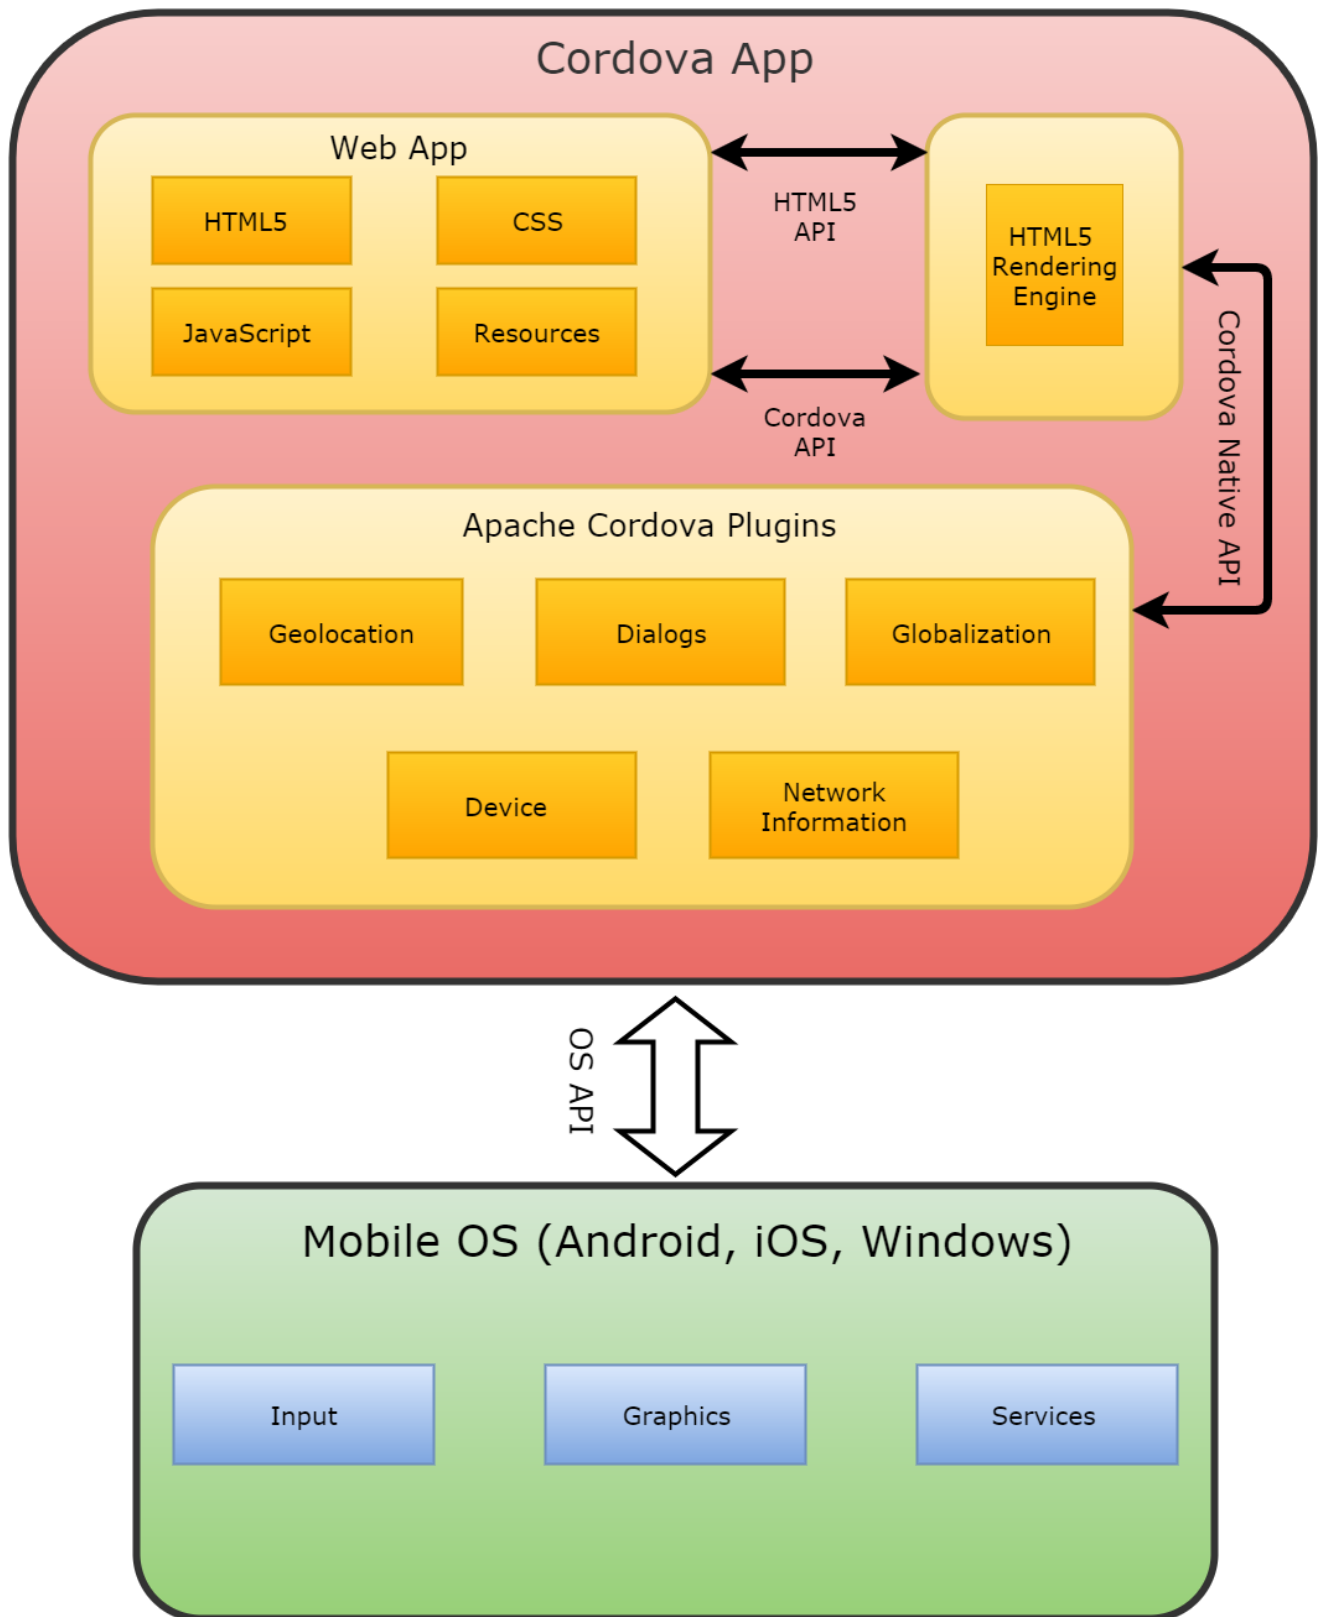 Cordova App
Web App
HTML5
CSS
JavaScript
Resources
HTML5
API
Cordova
API
HTML5
Rendering
Engine
Cordova Native API
Apache Cordova Plugins
Geolocation
Dialogs
Globalization
Device
Network
Information
OS API
Mobile OS (Android, iOS, Windows)
Input
Graphics
Services